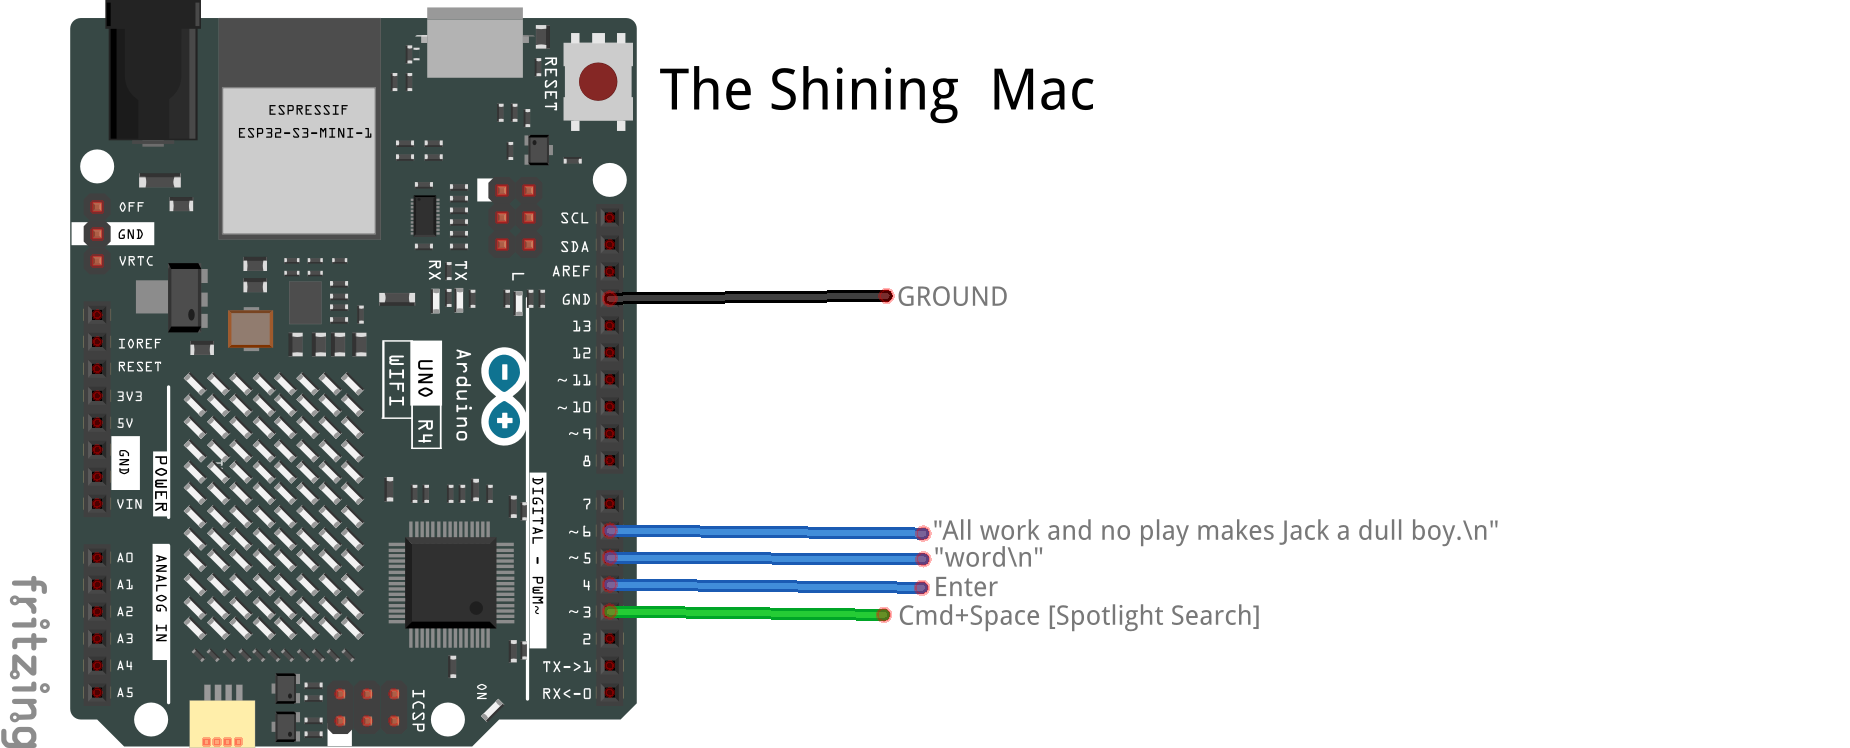 The Shining  Mac
ESPRESSIF
ESP32-S3-MINI-1
RESET
OFF
GND
VRTC
SCL
SDA
AREF
GND
13
12
~11
~10
~9
8
7
~6
~5
4
~3
2
TX->1
RX<-0
RX
TX
L
IOREF
RESET
3V3
5V
GND
VIN
POWER
A0
A1
A2
A3
A4
A5
ANALOG IN
WIFI
UNO
R4
Arduino
DIGITAL - PWM~
ON
ICSP
GROUND
"All work and no play makes Jack a dull boy.\n"
"word\n"
Enter
Cmd+Space [Spotlight Search]
fritzing